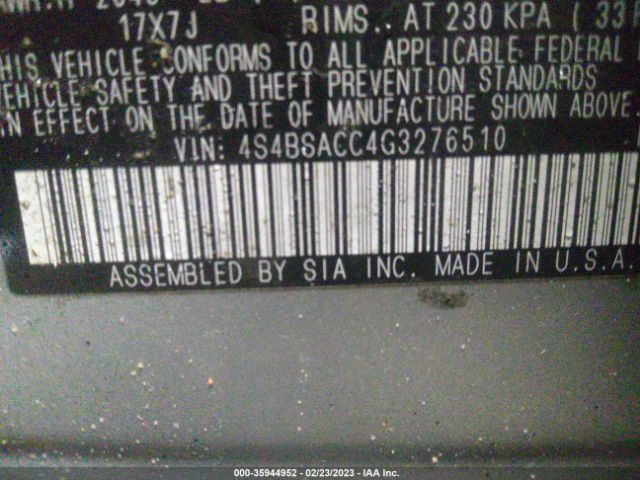 17X7J RIMS.. AT 230 KPA ( 33
HIS VEHICLE CONFORMS TO ALL APPLICABLE FEDERAL
VEHICLE SAFETY AND THEFT PREVENTION STANDARDS
IN EFFECT ON THE DATE OF MANUFACTURE SHOWN ABOVE.
VIN: 4S4BSACC4G3276510
ASSEMBLED BY SIA INC. MADE IN U.S.A
000-35944952 - 02/23/2023 - IAA Inc.